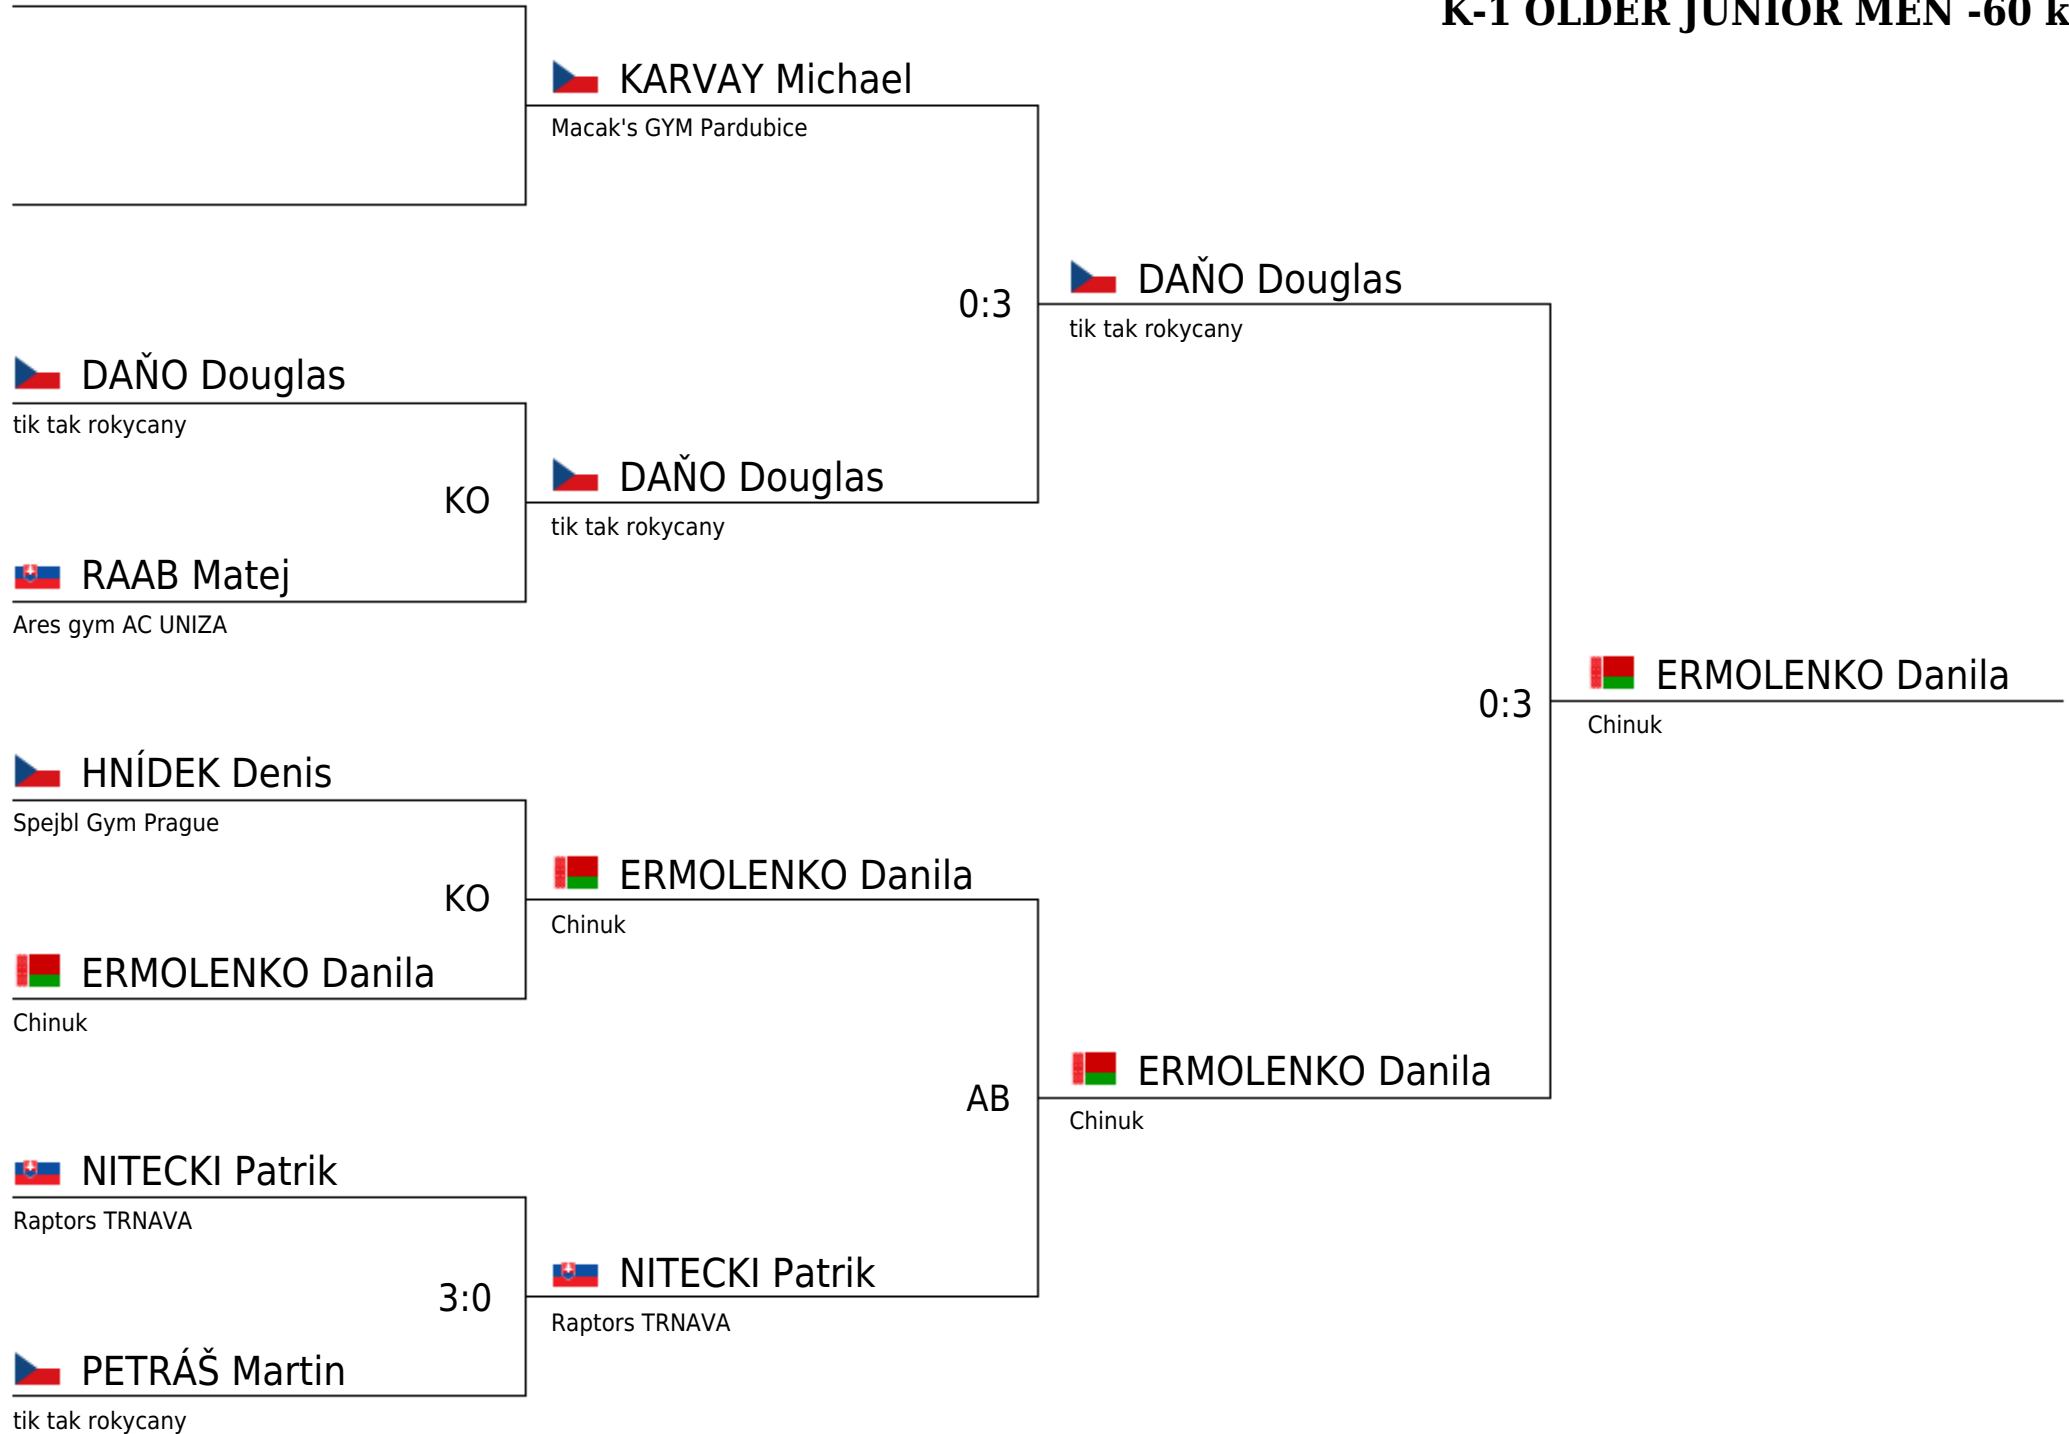 K-1 OLDER JUNIOR MEN -60 k
KARVAY Michael
Macak's GYM Pardubice
0:3
DAŇO Douglas
tik tak rokycany
DAŇO Douglas
tik tak rokycany
KO
DAŇO Douglas
tik tak rokycany
RAAB Matej
Ares gym AC UNIZA
0:3
ERMOLENKO Danila
Chinuk
HNÍDEK Denis
Spejbl Gym Prague
KO
ERMOLENKO Danila
Chinuk
ERMOLENKO Danila
Chinuk
AB
ERMOLENKO Danila
Chinuk
NITECKI Patrik
Raptors TRNAVA
3:0
NITECKI Patrik
Raptors TRNAVA
PETRÁŠ Martin
tik tak rokycany